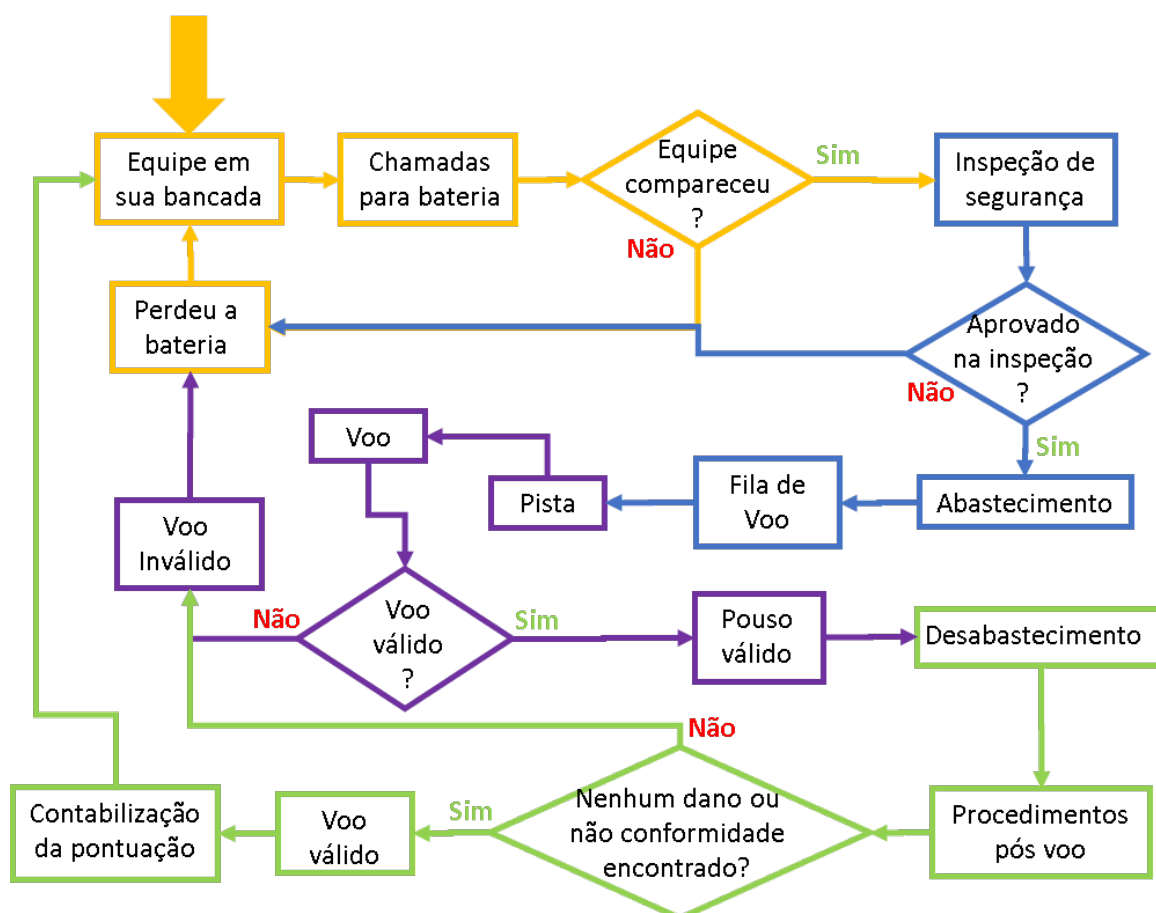 Equipe em
sua bancada
Chamadas
para bateria
Equipe
compareceu
?
Sim
Não
Inspeção de
segurança
Perdeu a
bateria
Aprovado
na inspeção
?
Não
Sim
Voo
Pista
Fila de
Voo
Abastecimento
Voo
Inválido
Não
Voo
válido
?
Sim
Pouso
válido
Desabastecimento
Não
Contabilização
da pontuação
Voo
válido
Sim
Nenhum dano ou
não conformidade
encontrado?
Procedimentos
pós voo